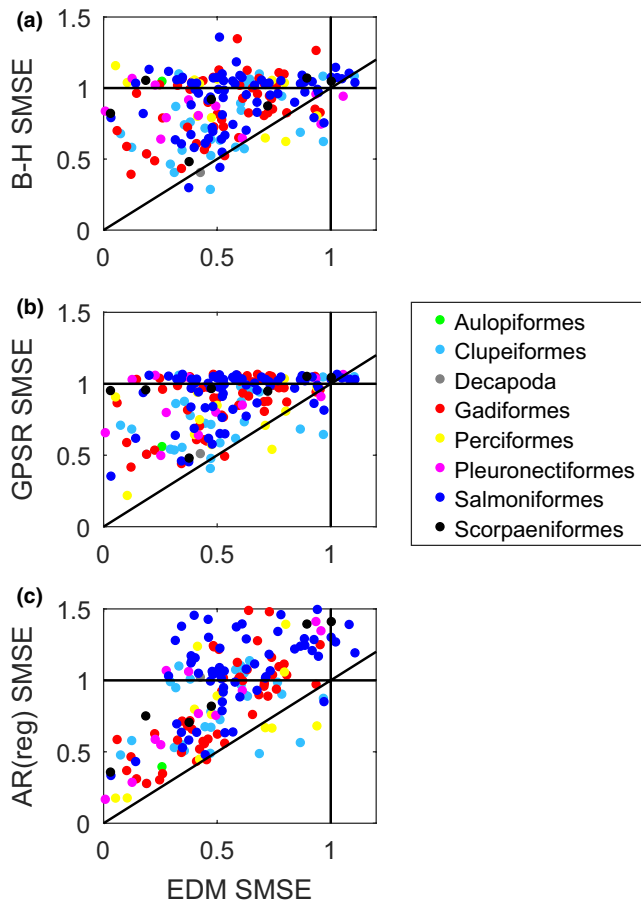 (a)
1.5
1
0.5
0
B-H SMSE
0 0.5 1
(b)
1.5
1
0.5
0
GPSR SMSE
0 0.5 1
Aulopiformes
Clupeiformes
Decapoda
Gadiformes
Perciformes
Pleuronectiformes
Salmoniformes
Scorpaeniformes
(c)
1.5
1
0.5
0
AR(reg) SMSE
0 0.5 1
EDM SMSE